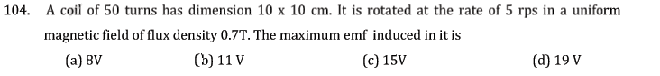 104. A coil of 50 turns has dimension 10 x 10 cm. It is rotated at the rate of 5 rps in a uniform
magnetic field of flux density 0.7T. The maximum emf induced in it is
(a) 8V (b) 11 V (c) 15V (d) 19 V